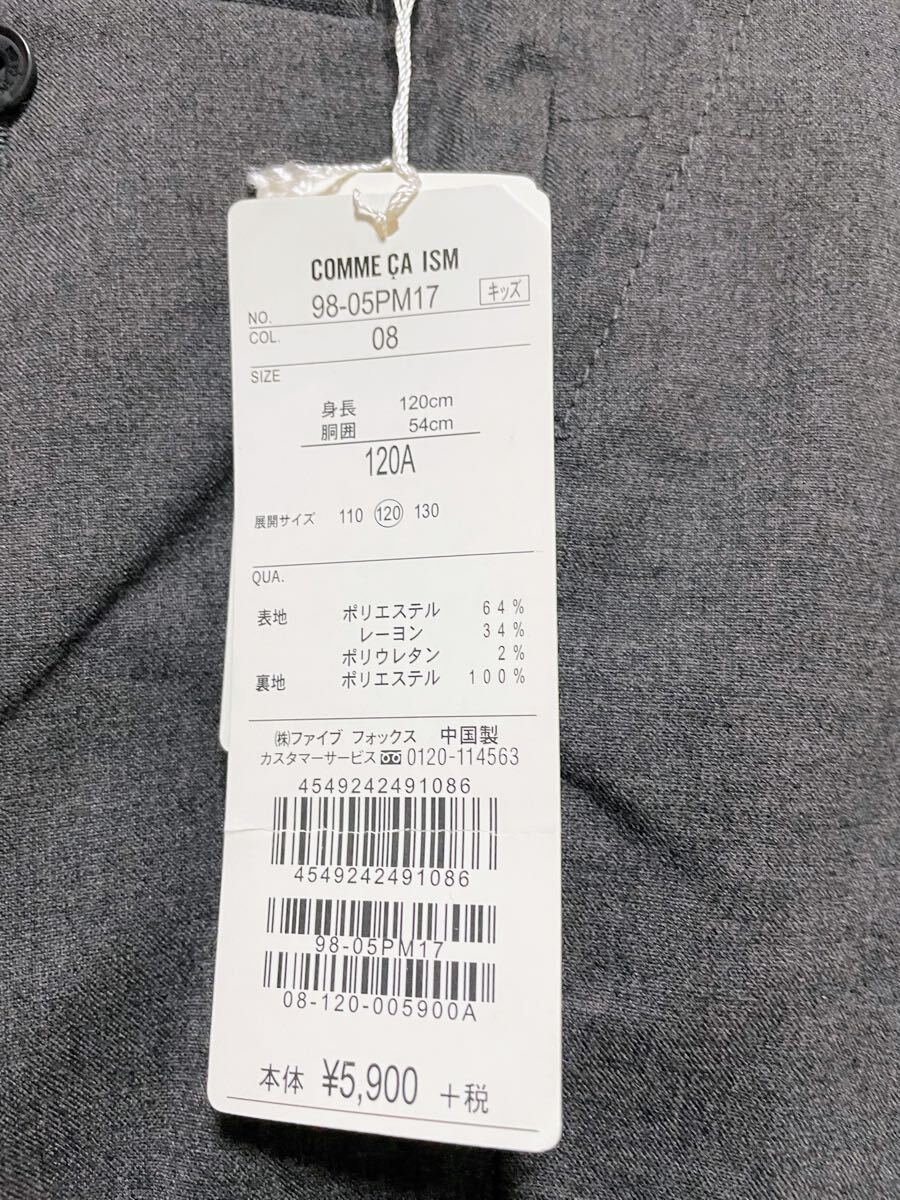 COMME ÇA ISM
NO. 98-05PM17 キッズ
COL. 08
SIZE
身長 120cm
胴囲 54cm
120A
展開サイズ 110 120 130
QUA.
表地 ポリエステル 64%
レーヨン 34%
ポリウレタン 2%
裏地 ポリエステル 100%
㈱ファイブ フォックス 中国製
カスタマーサービス 0120-114563
4549242491086
4549242491086
98-05PM17
08-120-005900A
本体 ¥5,900 +税